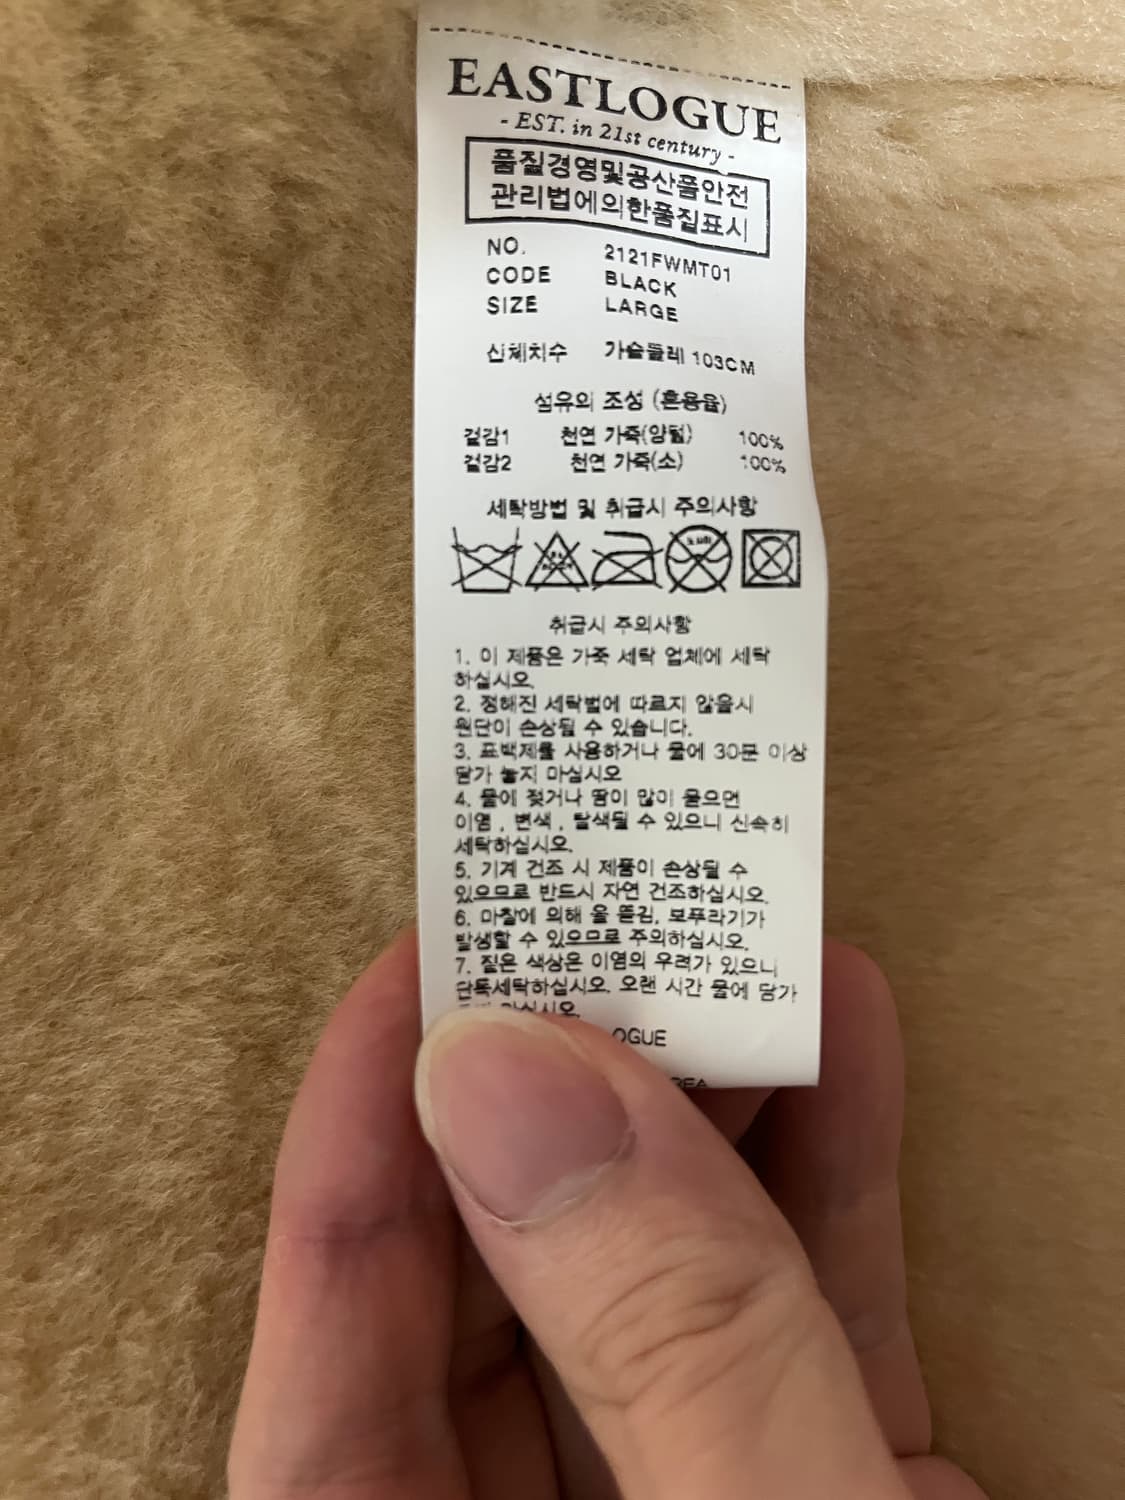 EASTLOGUE
- EST. in 21st century -
품질경영및공산품안전
관리법에의한품질표시
NO. 2121FWMT01
CODE BLACK
SIZE LARGE
신체치수 가슴둘레 103CM
섬유의 조성 (혼용율)
겉감1 천연 가죽(양털) 100%
겉감2 천연 가죽(소) 100%
세탁방법 및 취급시 주의사항
드라이
취급시 주의사항
1. 이 제품은 가죽 세탁 업체에 세탁
하십시오.
2. 정해진 세탁법에 따르지 않을시
원단이 손상될 수 있습니다.
3. 표백제를 사용하거나 물에 30분 이상
담가 놓지 마십시오
4. 물에 젖거나 땀이 많이 묻으면
이염 , 변색 , 탈색될 수 있으니 신속히
세탁하십시오.
5. 기계 건조 시 제품이 손상될 수
있으므로 반드시 자연 건조하십시오.
6. 마찰에 의해 올 뜯김, 보푸라기가
발생할 수 있으므로 주의하십시오.
7. 짙은 색상은 이염의 우려가 있으니
단독세탁하십시오. 오랜 시간 물에 담가
마십시오.
OGUE
REA